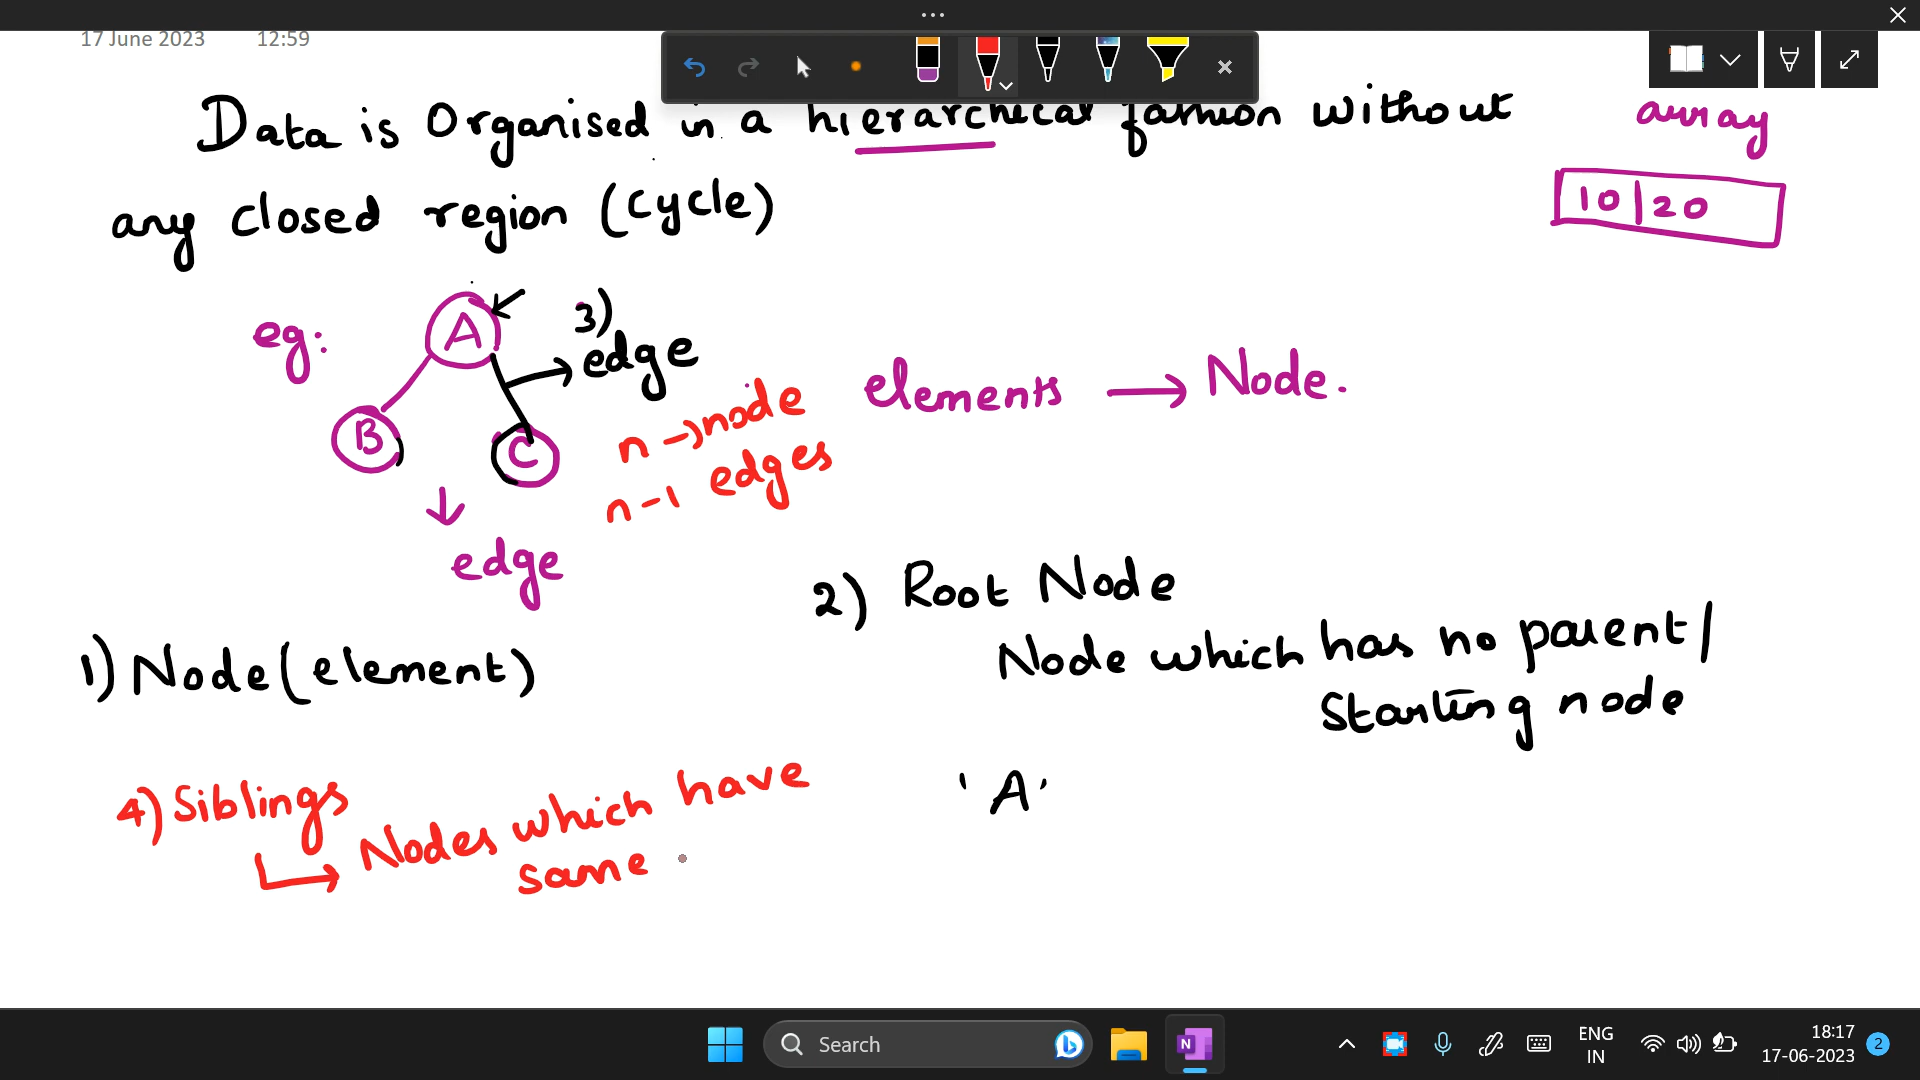 17 June 2023 12:59
Data is Organised in a hierarchical fashion without
any closed region (cycle)
array
10 | 20
eg:
A
3)
edge
B
C
n → node
n-1 edges
elements → Node.
↓
edge
1) Node (element)
2) Root Node
Node which has no parent/
Starting node
'A'
4) Siblings
↳ Nodes which have
same
Search
ENG
IN
18:17
17-06-2023
2